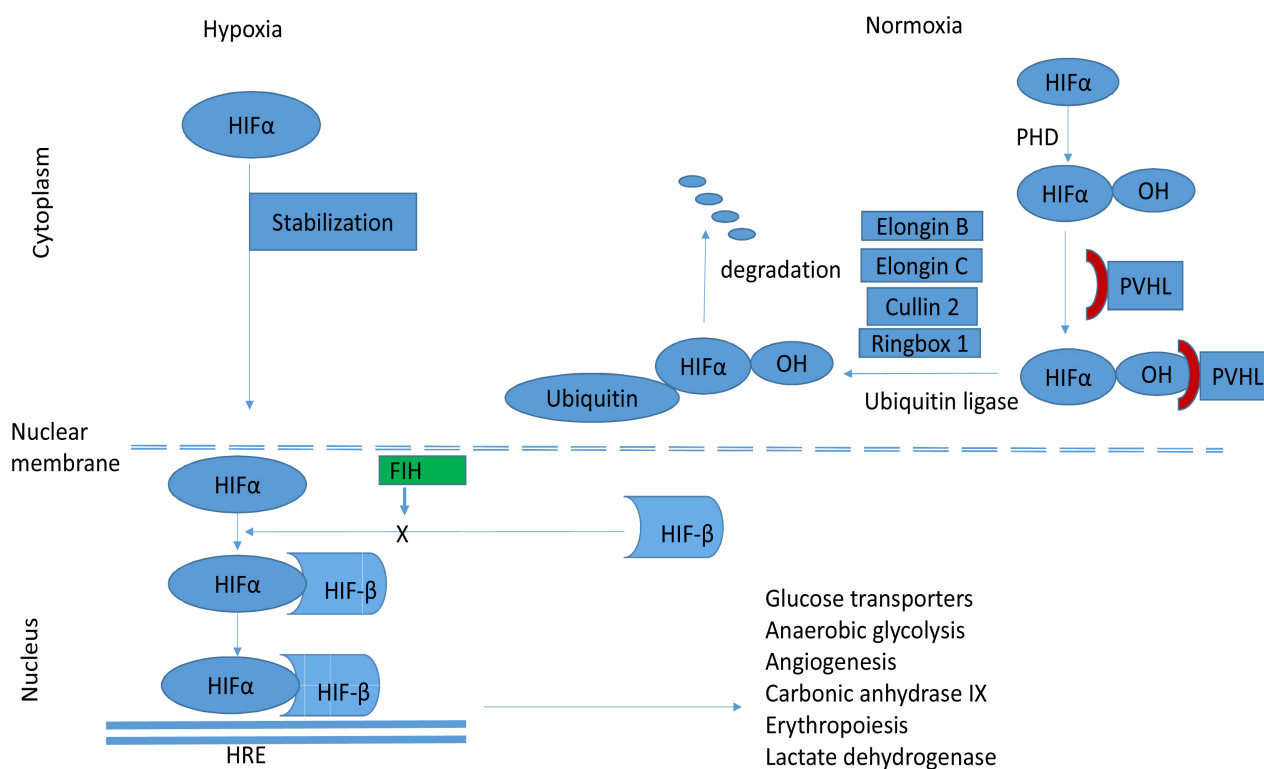 Hypoxia
Normoxia
Cytoplasm
HIFα
Stabilization
HIFα
PHD
HIFα
OH
PVHL
HIFα
OH
PVHL
Elongin B
Elongin C
Cullin 2
Ringbox 1
Ubiquitin ligase
degradation
HIFα
OH
Ubiquitin
Nuclear
membrane
Nucleus
HIFα
FIH
X
HIF-β
HIFα
HIF-β
HIFα
HIF-β
HRE
Glucose transporters
Anaerobic glycolysis
Angiogenesis
Carbonic anhydrase IX
Erythropoiesis
Lactate dehydrogenase